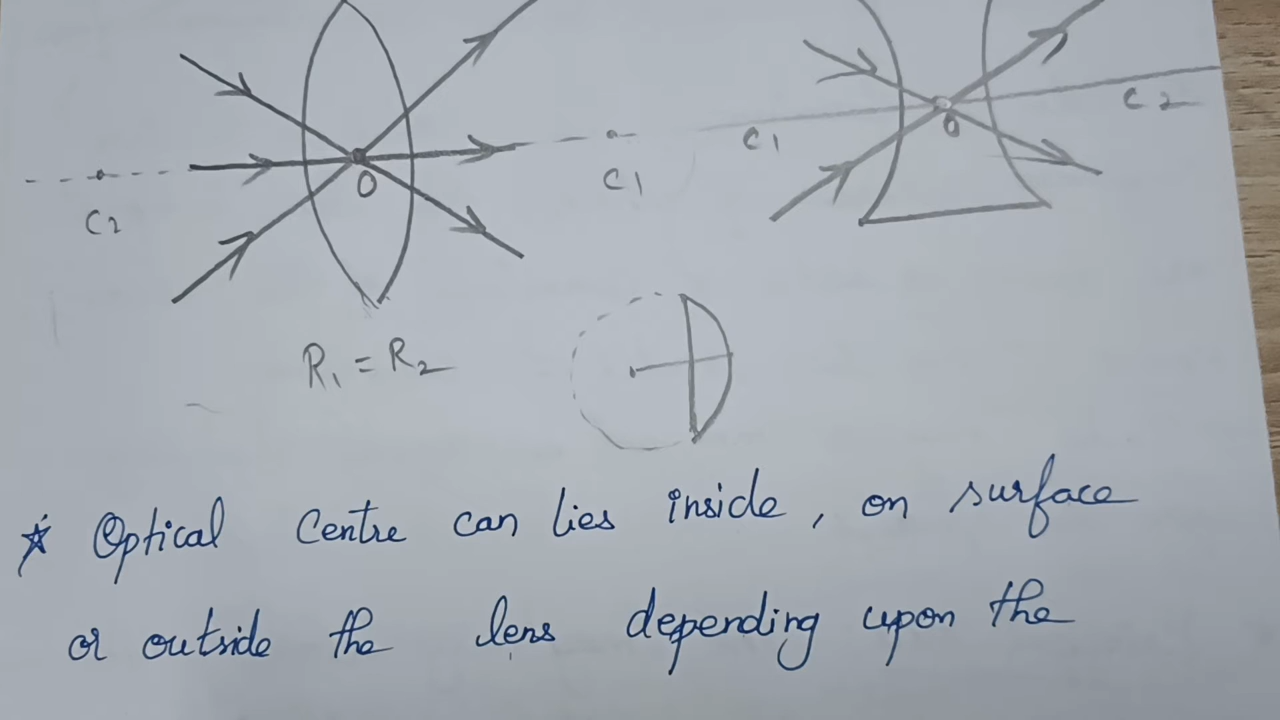 O
C2
C1
C1
O
C2
R1 = R2
☆ Optical Centre can lies inside, on surface
or outside the lens depending upon the